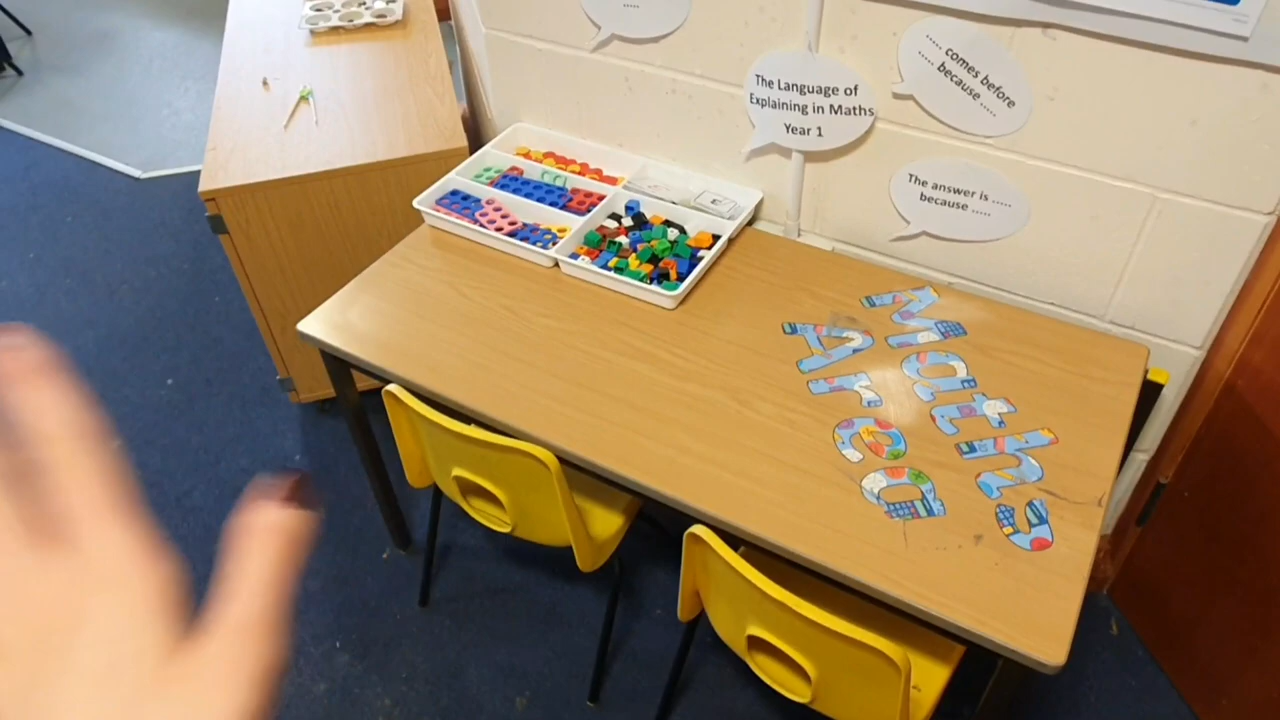 .....
The Language of
Explaining in Maths
Year 1
..... comes before
..... because .....
The answer is .....
because .....
Maths
Area